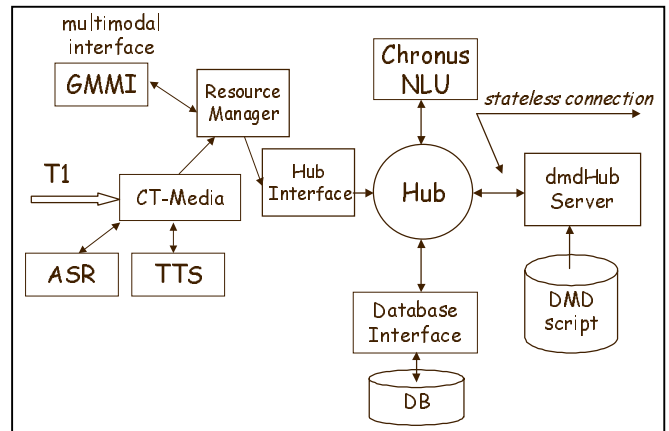 multimodal
interface
GMMI
Resource
Manager
Chronus
NLU
stateless connection
T1
CT-Media
Hub
Interface
Hub
dmdHub
Server
ASR
TTS
Database
Interface
DMD
script
DB